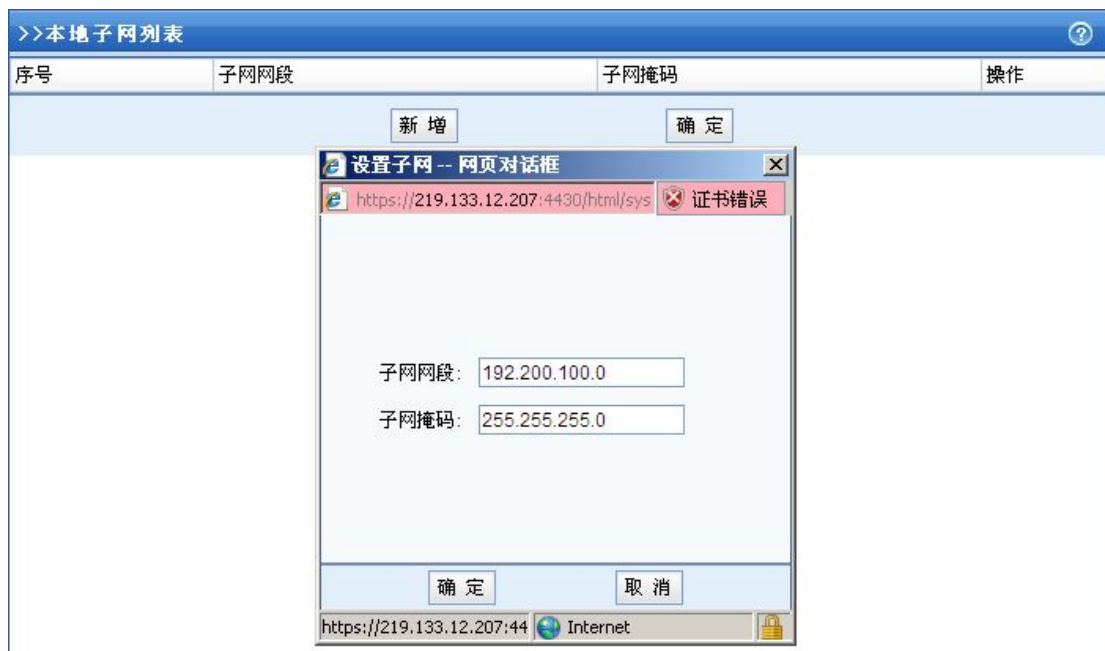 >>本地子网列表
序号 子网网段 子网掩码 操作
新 增 确 定
设置子网 -- 网页对话框
https://219.133.12.207:4430/html/sys 证书错误
子网网段: 192.200.100.0
子网掩码: 255.255.255.0
确 定 取 消
https://219.133.12.207:44 Internet